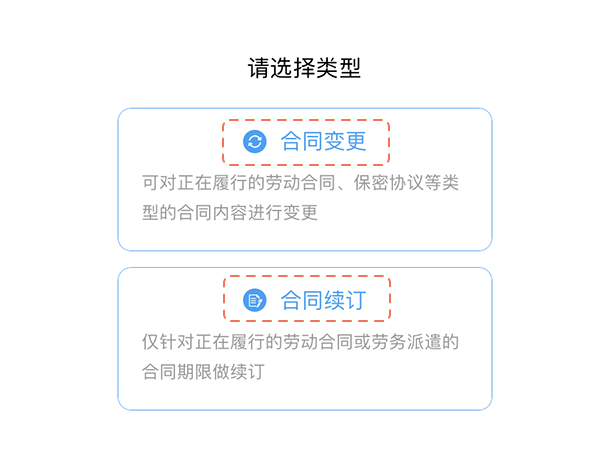 请选择类型
合同变更
可对正在履行的劳动合同、保密协议等类
型的合同内容进行变更
合同续订
仅针对正在履行的劳动合同或劳务派遣的
合同期限做续订